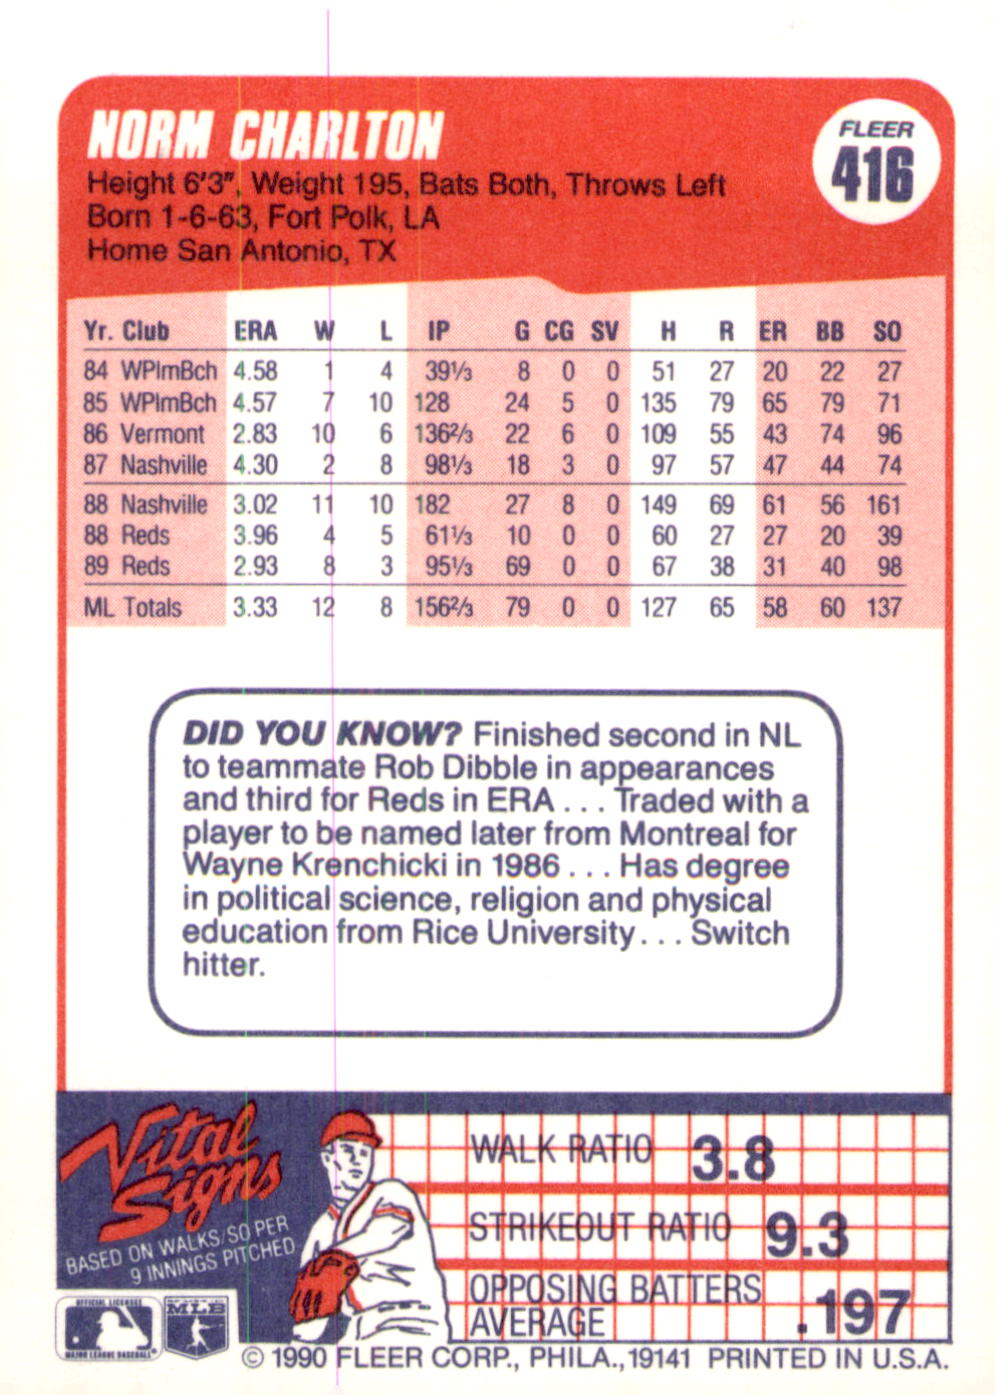 NORM CHARLTON
FLEER
416
Height 6'3", Weight 195, Bats Both, Throws Left
Born 1-6-63, Fort Polk, LA
Home San Antonio, TX
Yr. Club ERA W L IP G CG SV H R ER BB SO
84 WPlmBch 4.58 1 4 39⅓ 8 0 0 51 27 20 22 27
85 WPlmBch 4.57 7 10 128 24 5 0 135 79 65 79 71
86 Vermont 2.83 10 6 136⅔ 22 6 0 109 55 43 74 96
87 Nashville 4.30 2 8 98⅓ 18 3 0 97 57 47 44 74
88 Nashville 3.02 11 10 182 27 8 0 149 69 61 56 161
88 Reds 3.96 4 5 61⅓ 10 0 0 60 27 27 20 39
89 Reds 2.93 8 3 95⅓ 69 0 0 67 38 31 40 98
ML Totals 3.33 12 8 156⅔ 79 0 0 127 65 58 60 137
DID YOU KNOW? Finished second in NL
to teammate Rob Dibble in appearances
and third for Reds in ERA . . . Traded with a
player to be named later from Montreal for
Wayne Krenchicki in 1986 . . . Has degree
in political science, religion and physical
education from Rice University . . . Switch
hitter.
Vital
Signs
BASED ON WALKS/SO PER
9 INNINGS PITCHED
WALK RATIO 3.8
STRIKEOUT RATIO 9.3
OPPOSING BATTERS
AVERAGE .197
OFFICIAL LICENSEE
MAJOR LEAGUE BASEBALL
MLB
© 1990 FLEER CORP., PHILA., 19141 PRINTED IN U.S.A.